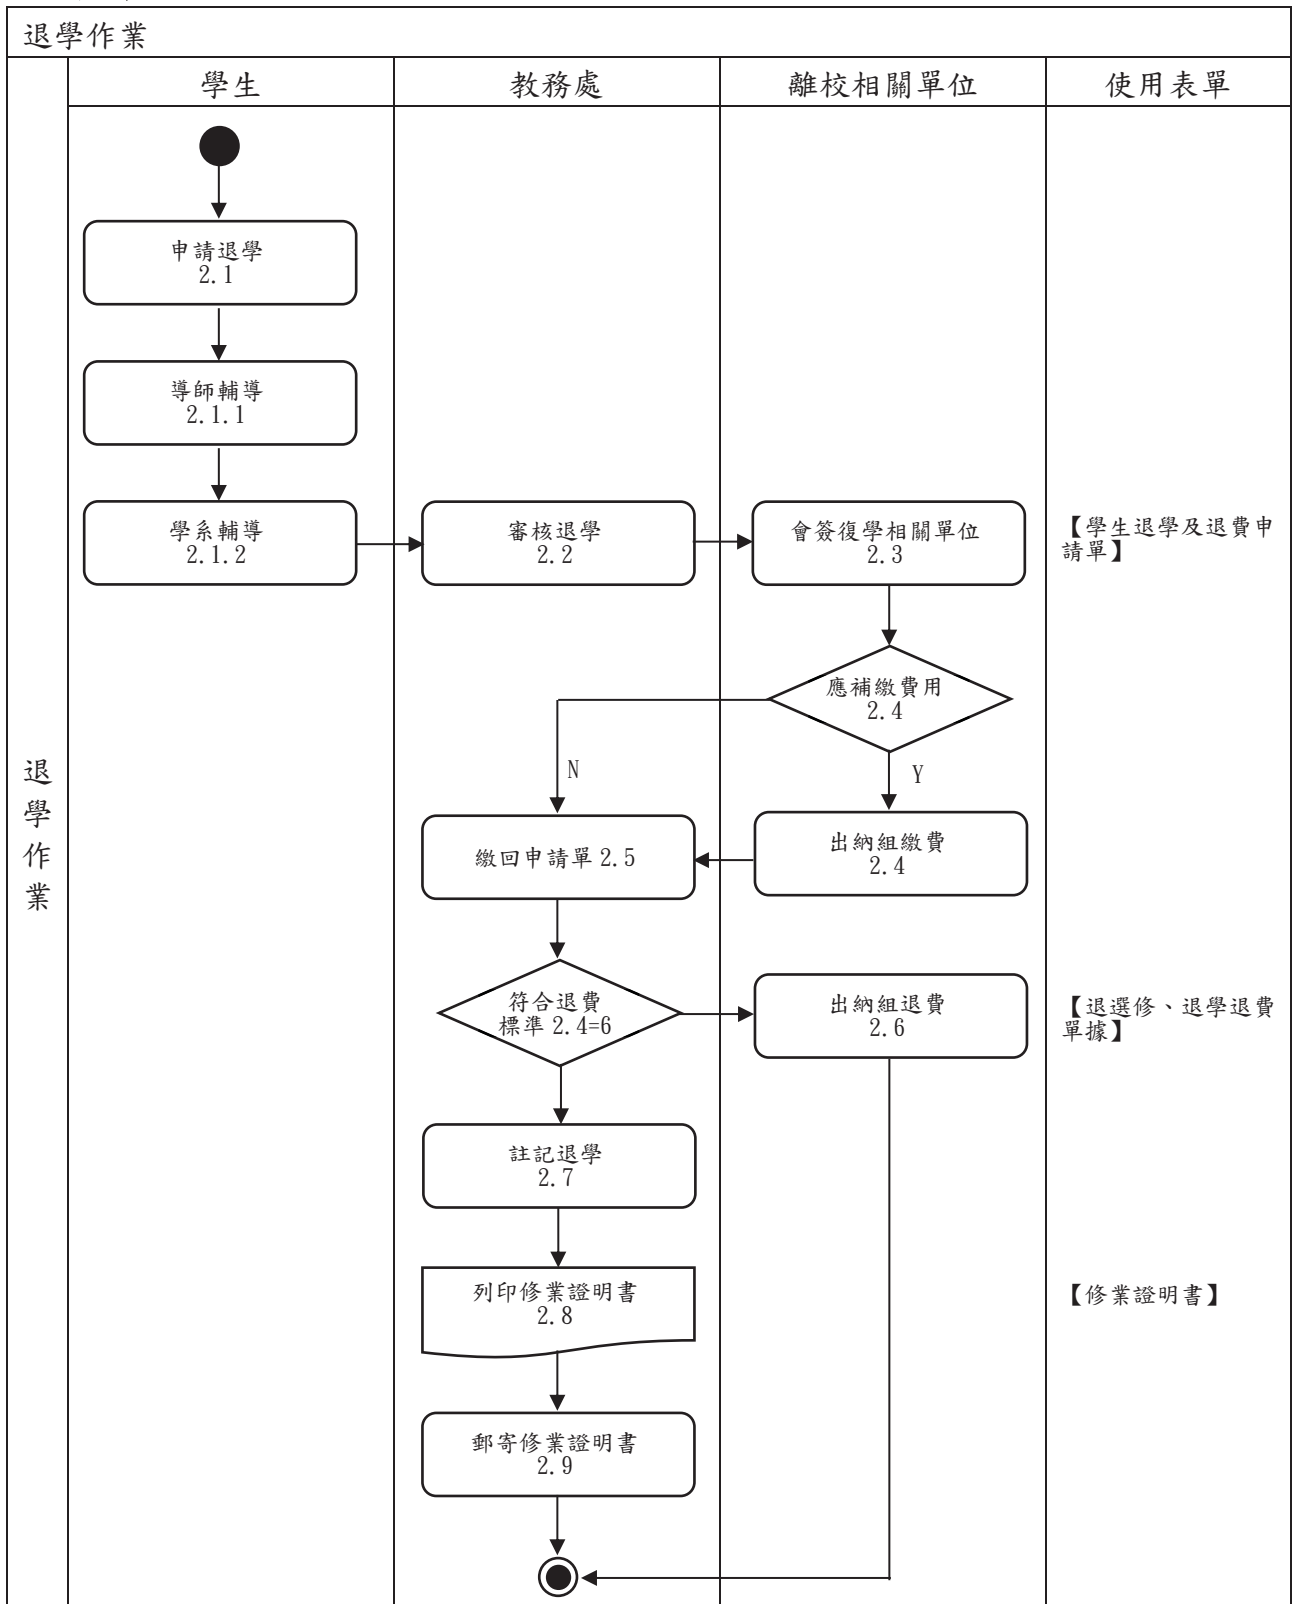 退學作業
學生
教務處
離校相關單位
使用表單
退
學
作
業
申請退學
2.1
導師輔導
2.1.1
學系輔導
2.1.2
審核退學
2.2
會簽復學相關單位
2.3
【學生退學及退費申
請單】
應補繳費用
2.4
N
Y
繳回申請單 2.5
出納組繳費
2.4
符合退費
標準 2.4=6
出納組退費
2.6
【退選修、退學退費
單據】
註記退學
2.7
列印修業證明書
2.8
【修業證明書】
郵寄修業證明書
2.9